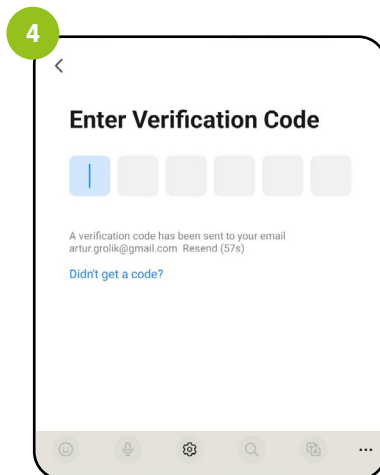 4
Enter Verification Code
A verification code has been sent to your email
artur.grolik@gmail.com Resend (57s)
Didn't get a code?